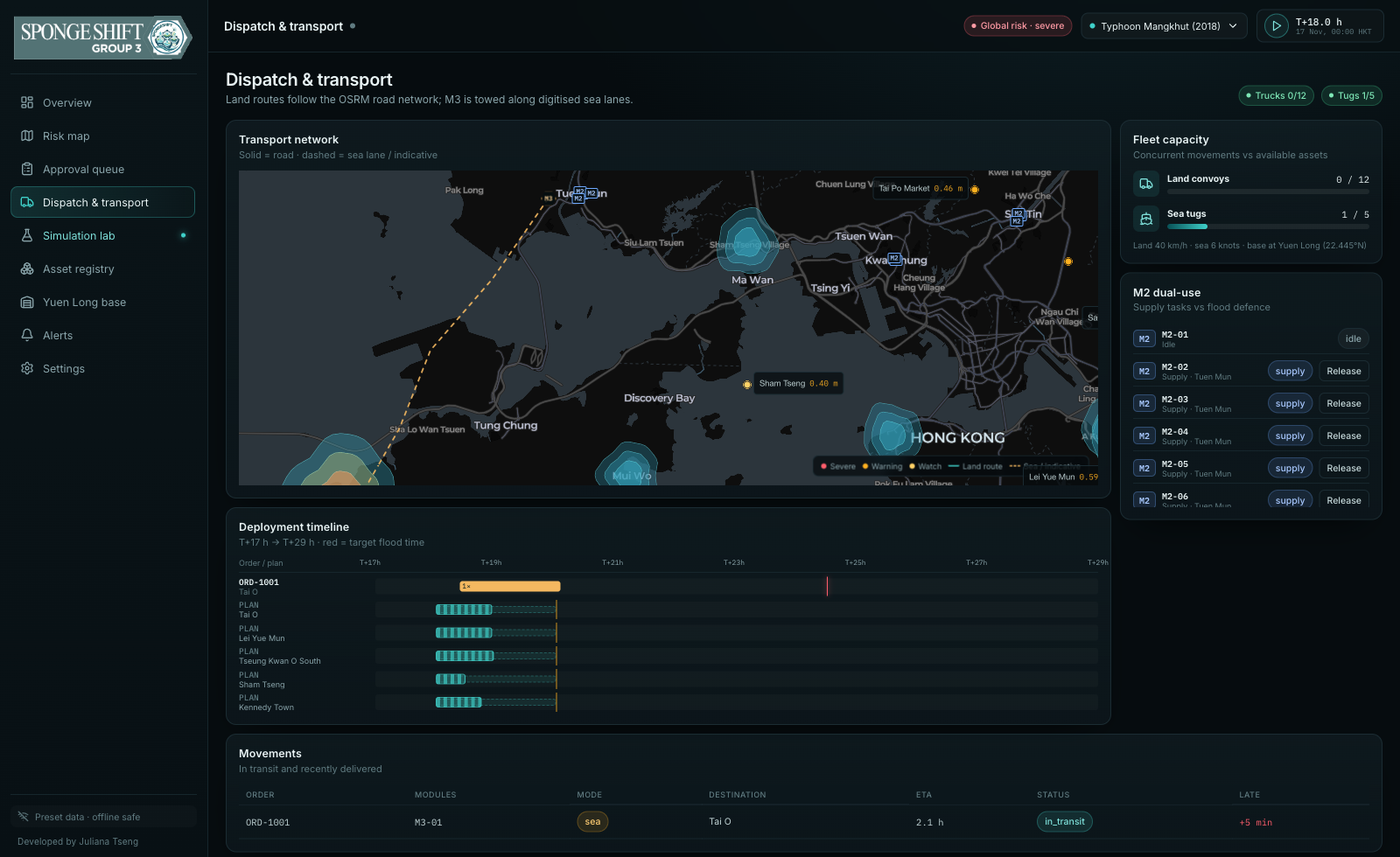 SPONGE SHIFT
GROUP 3
Overview
Risk map
Approval queue
Dispatch & transport
Simulation lab
Asset registry
Yuen Long base
Alerts
Settings
Preset data · offline safe
Developed by Juliana Tseng
Dispatch & transport
Global risk · severe
Typhoon Mangkhut (2018)
T+18.0 h
17 Nov, 00:00 HKT
Dispatch & transport
Land routes follow the OSRM road network; M3 is towed along digitised sea lanes.
Trucks 0/12
Tugs 1/5
Transport network
Solid = road · dashed = sea lane / indicative
Pak Long
M3
M2
M2
M2
Chuen Lung V
Tai Po Market 0.46 m
Kwei Tei Village
Ha Wo Che
M2
M2
Siu Lam Tsuen
Tsuen Wan
M2
Ma Wan
Tsing Yi
Cheung
Hang Village
Ngau Chi
Wan Village
Sa
Sham Tseng 0.40 m
Discovery Bay
Sha Lo Wan Tsuen
Tung Chung
HONG KONG
Mui Wo
Severe
Warning
Watch
Land route
Lei Yue Mun 0.59
Pok Fu Lam Village
Deployment timeline
T+17 h → T+29 h · red = target flood time
Order / plan
T+17h
T+19h
T+21h
T+23h
T+25h
T+27h
T+29h
ORD-1001
Tai O
1×
PLAN
Tai O
PLAN
Lei Yue Mun
PLAN
Tseung Kwan O South
PLAN
Sham Tseng
PLAN
Kennedy Town
Fleet capacity
Concurrent movements vs available assets
Land convoys
0 / 12
Sea tugs
1 / 5
Land 40 km/h · sea 6 knots · base at Yuen Long (22.445°N)
M2 dual-use
Supply tasks vs flood defence
M2
M2-01
Idle
idle
M2
M2-02
Supply · Tuen Mun
supply
Release
M2
M2-03
Supply · Tuen Mun
supply
Release
M2
M2-04
Supply · Tuen Mun
supply
Release
M2
M2-05
Supply · Tuen Mun
supply
Release
M2
M2-06
Supply · Tuen Mun
supply
Release
Movements
In transit and recently delivered
ORDER
MODULES
MODE
DESTINATION
ETA
STATUS
LATE
ORD-1001
M3-01
sea
Tai O
2.1 h
in_transit
+5 min